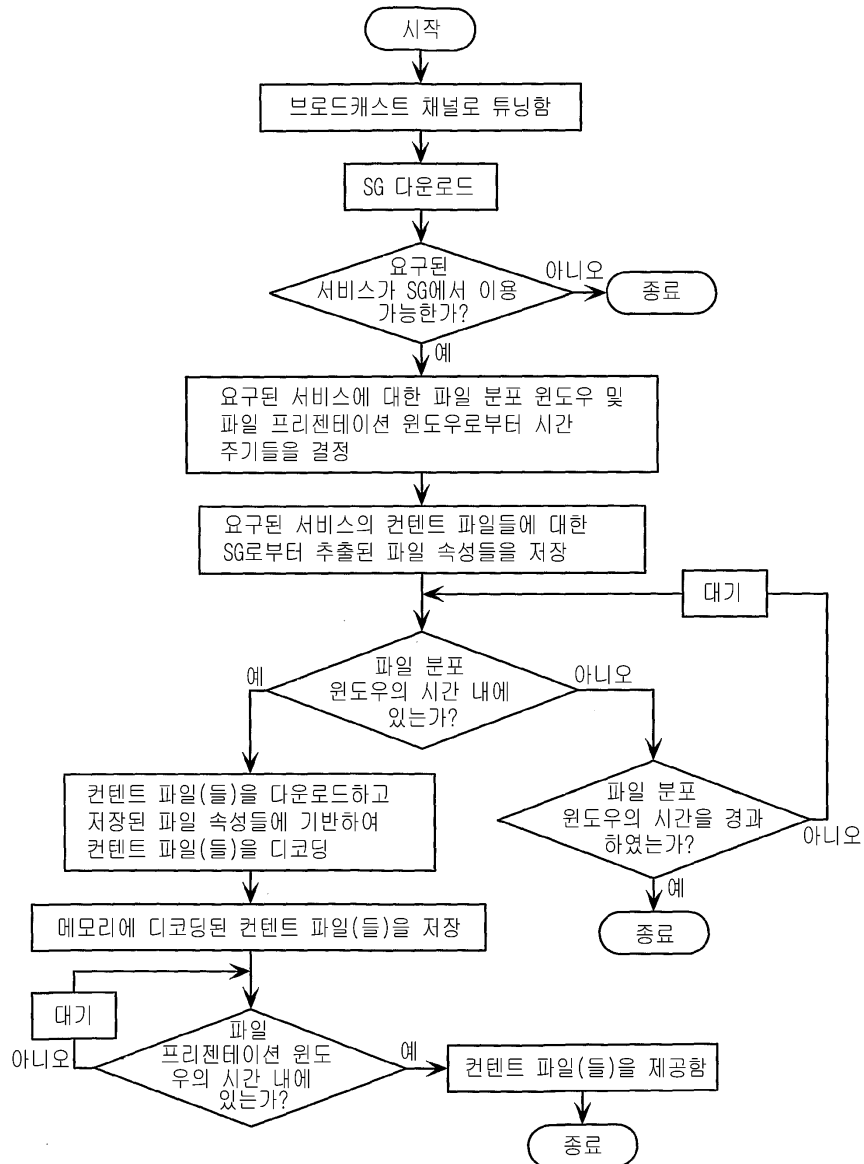 시작
브로드캐스트 채널로 튜닝함
SG 다운로드
요구된
서비스가 SG에서 이용
가능한가?
아니오
종료
예
요구된 서비스에 대한 파일 분포 윈도우 및
파일 프리젠테이션 윈도우로부터 시간
주기들을 결정
요구된 서비스의 컨텐트 파일들에 대한
SG로부터 추출된 파일 속성들을 저장
대기
파일 분포
윈도우의 시간 내에
있는가?
예
아니오
컨텐트 파일(들)을 다운로드하고
저장된 파일 속성들에 기반하여
컨텐트 파일(들)을 디코딩
파일 분포
윈도우의 시간을 경과
하였는가?
아니오
예
종료
메모리에 디코딩된 컨텐트 파일(들)을 저장
대기
아니오
파일
프리젠테이션 윈도
우의 시간 내에
있는가?
예
컨텐트 파일(들)을 제공함
종료